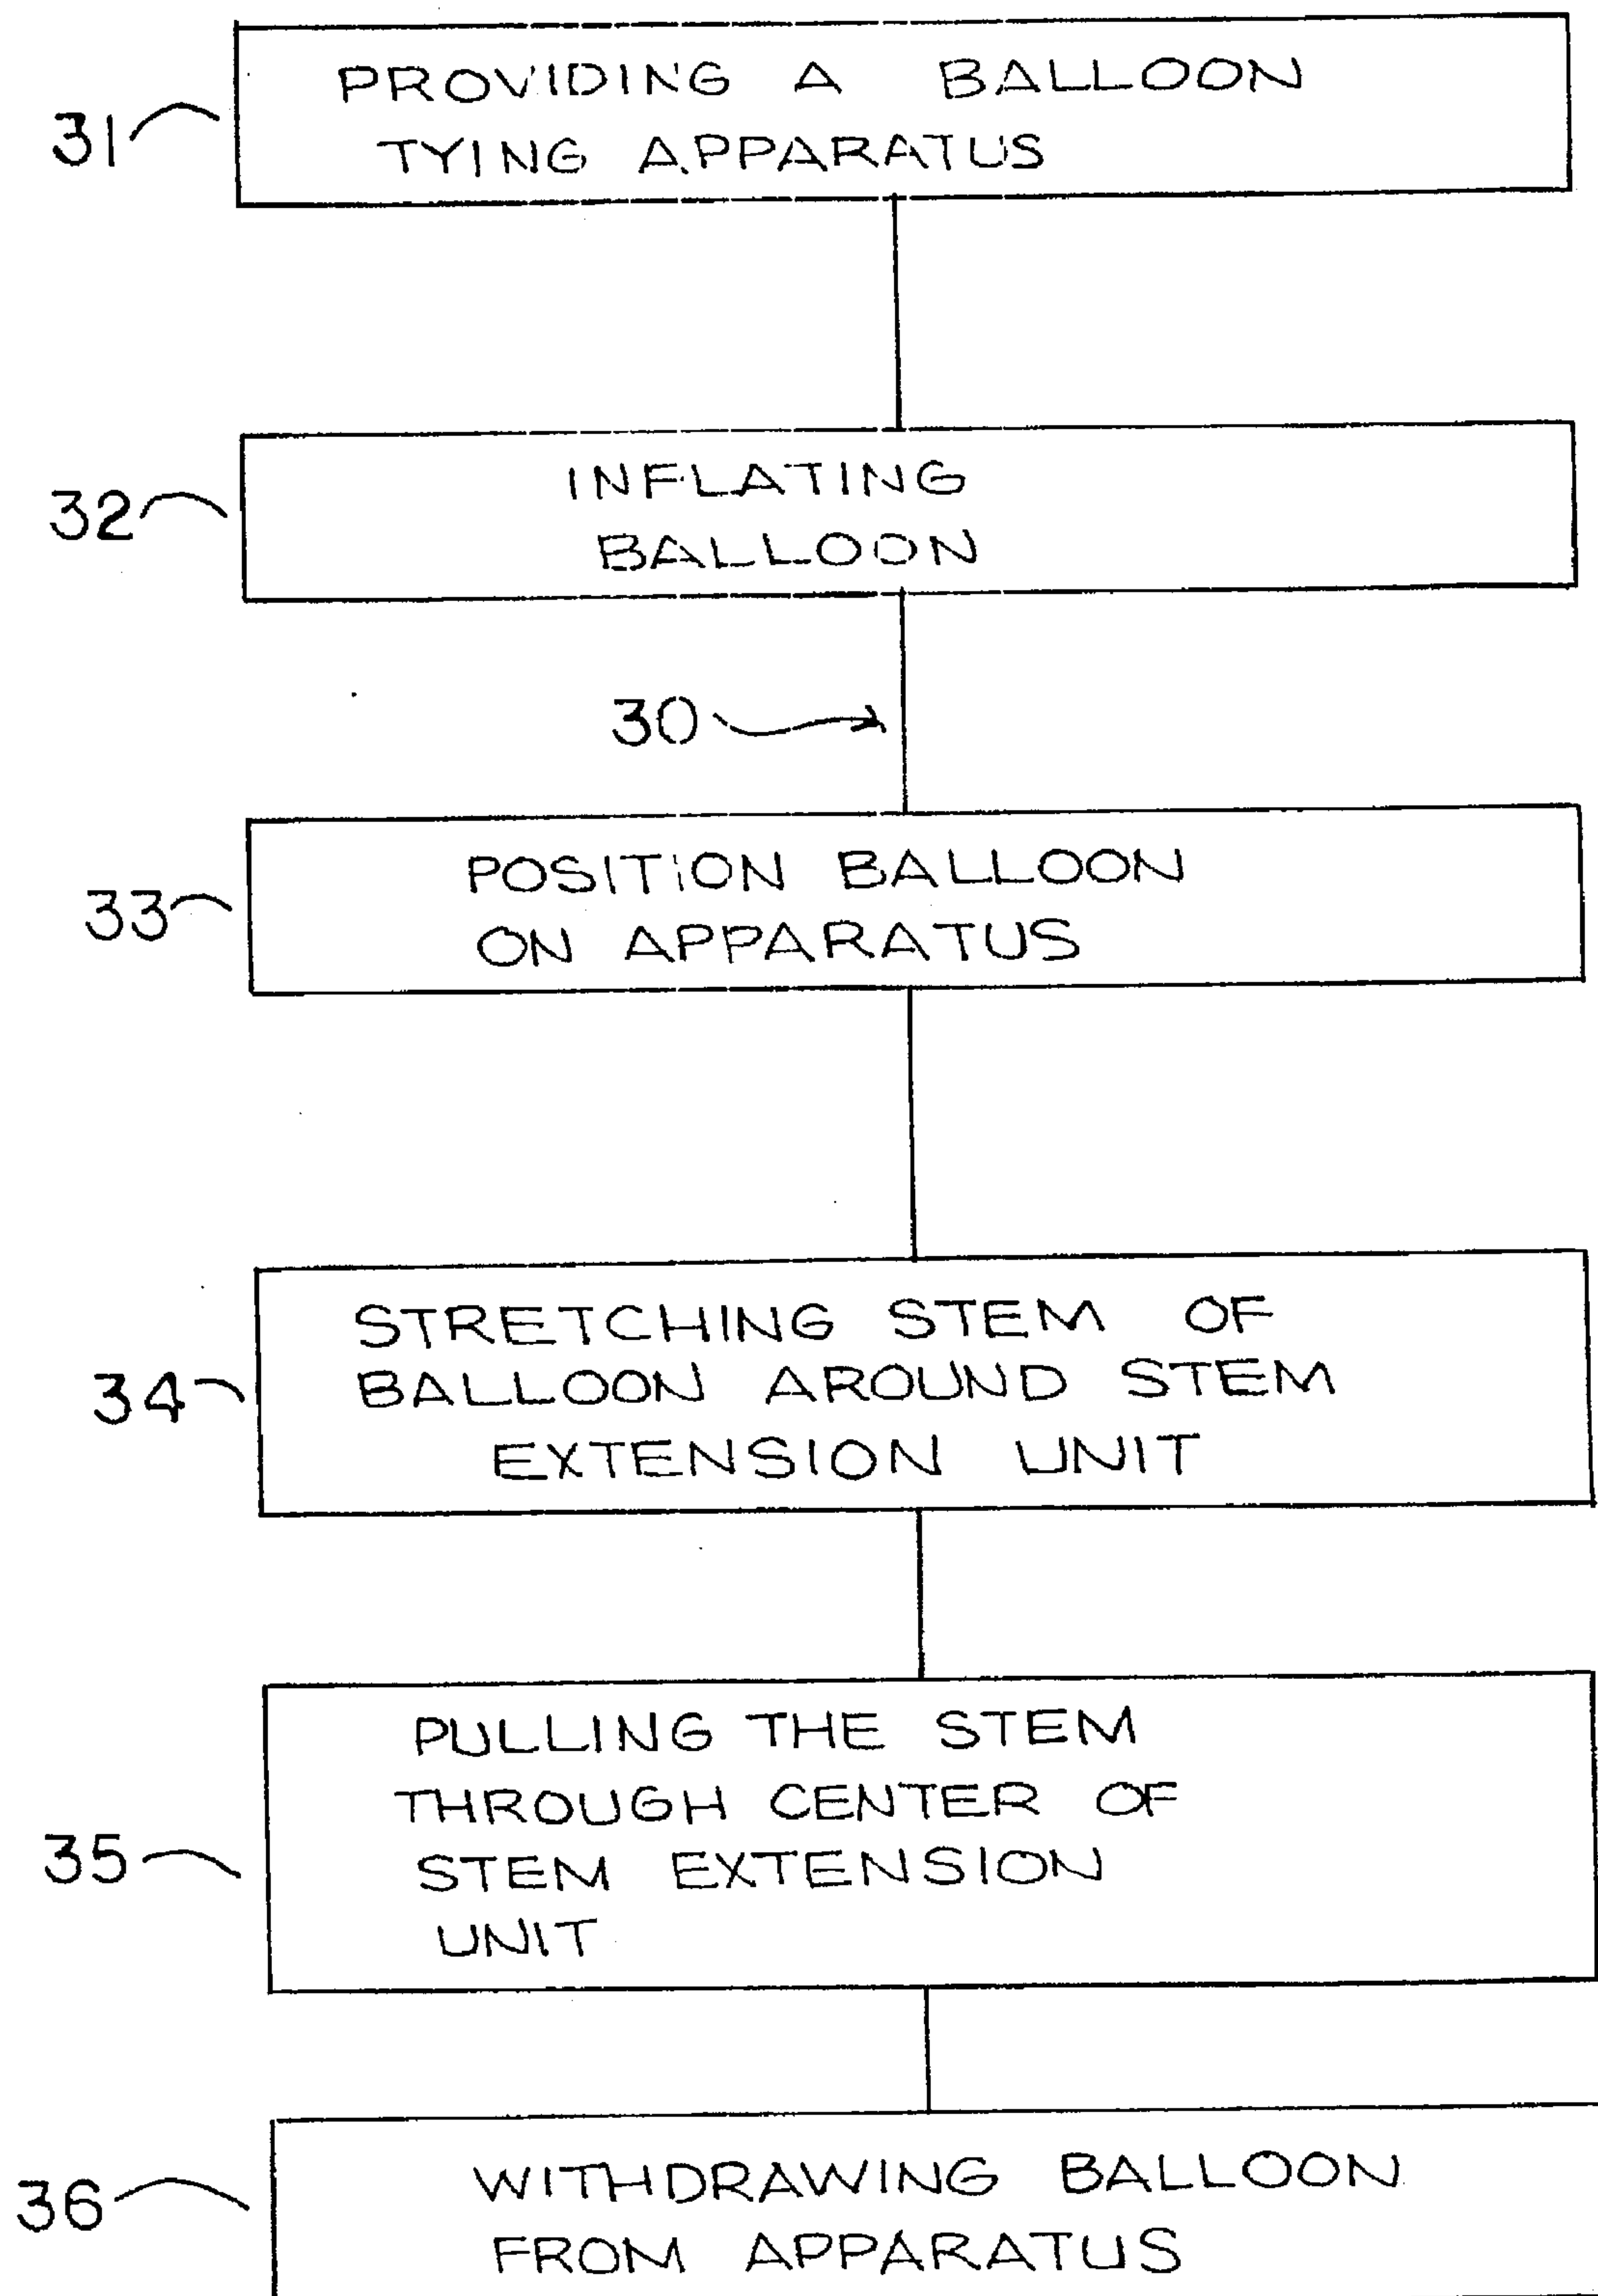 31 PROVIDING A BALLOON
TYING APPARATUS
32 INFLATING
BALLOON
30
33 POSITION BALLOON
ON APPARATUS
34 STRETCHING STEM OF
BALLOON AROUND STEM
EXTENSION UNIT
35 PULLING THE STEM
THROUGH CENTER OF
STEM EXTENSION
UNIT
36 WITHDRAWING BALLOON
FROM APPARATUS